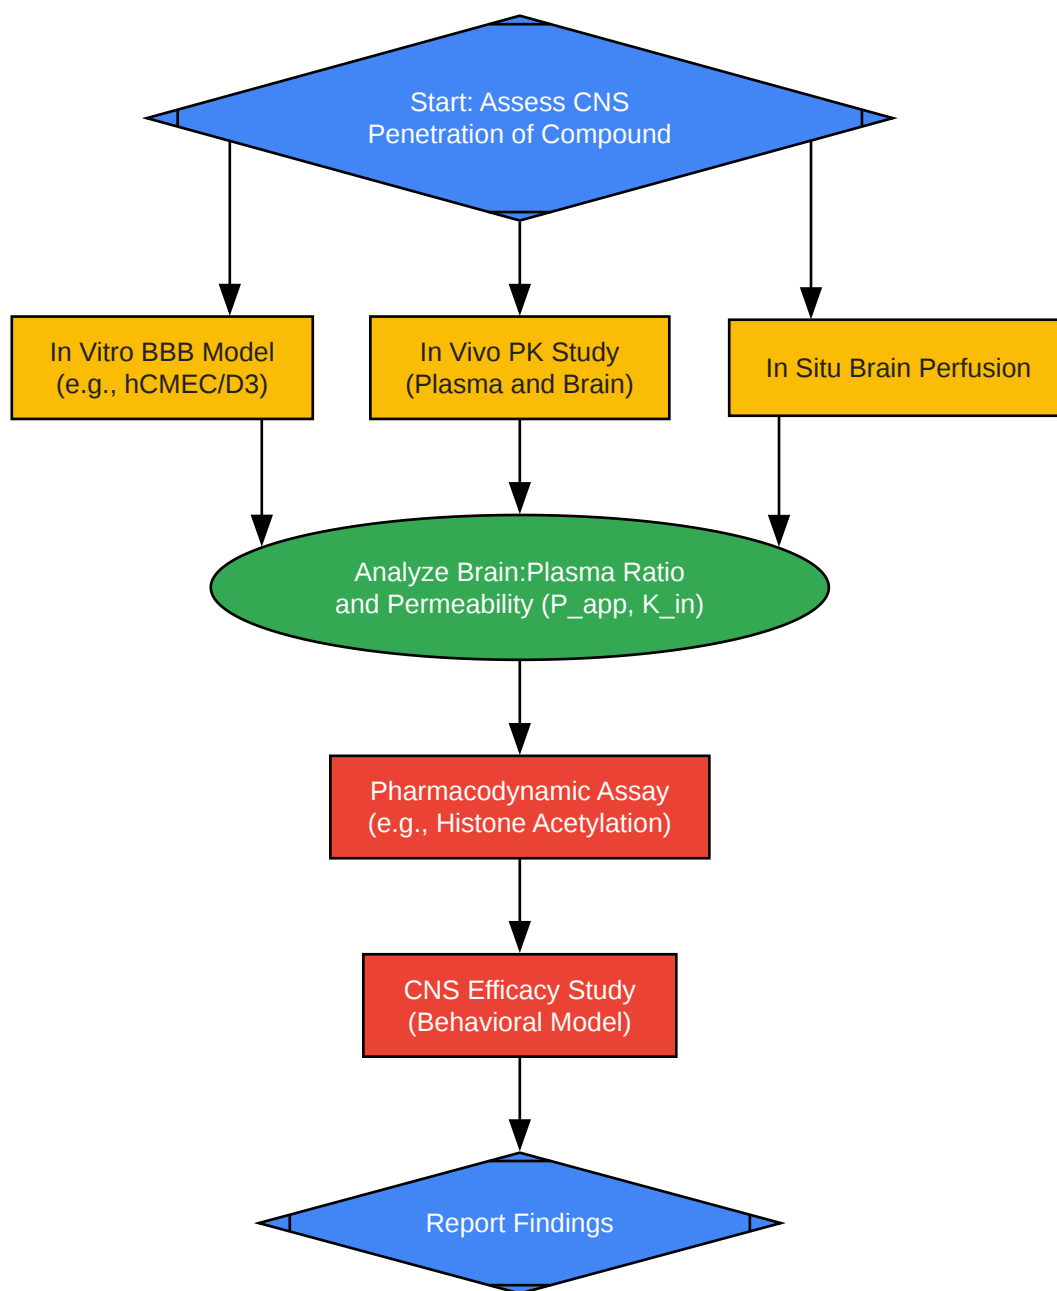 Start: Assess CNS
Penetration of Compound
In Vitro BBB Model
(e.g., hCMEC/D3)
In Vivo PK Study
(Plasma and Brain)
In Situ Brain Perfusion
Analyze Brain:Plasma Ratio
and Permeability (P_app, K_in)
Pharmacodynamic Assay
(e.g., Histone Acetylation)
CNS Efficacy Study
(Behavioral Model)
Report Findings